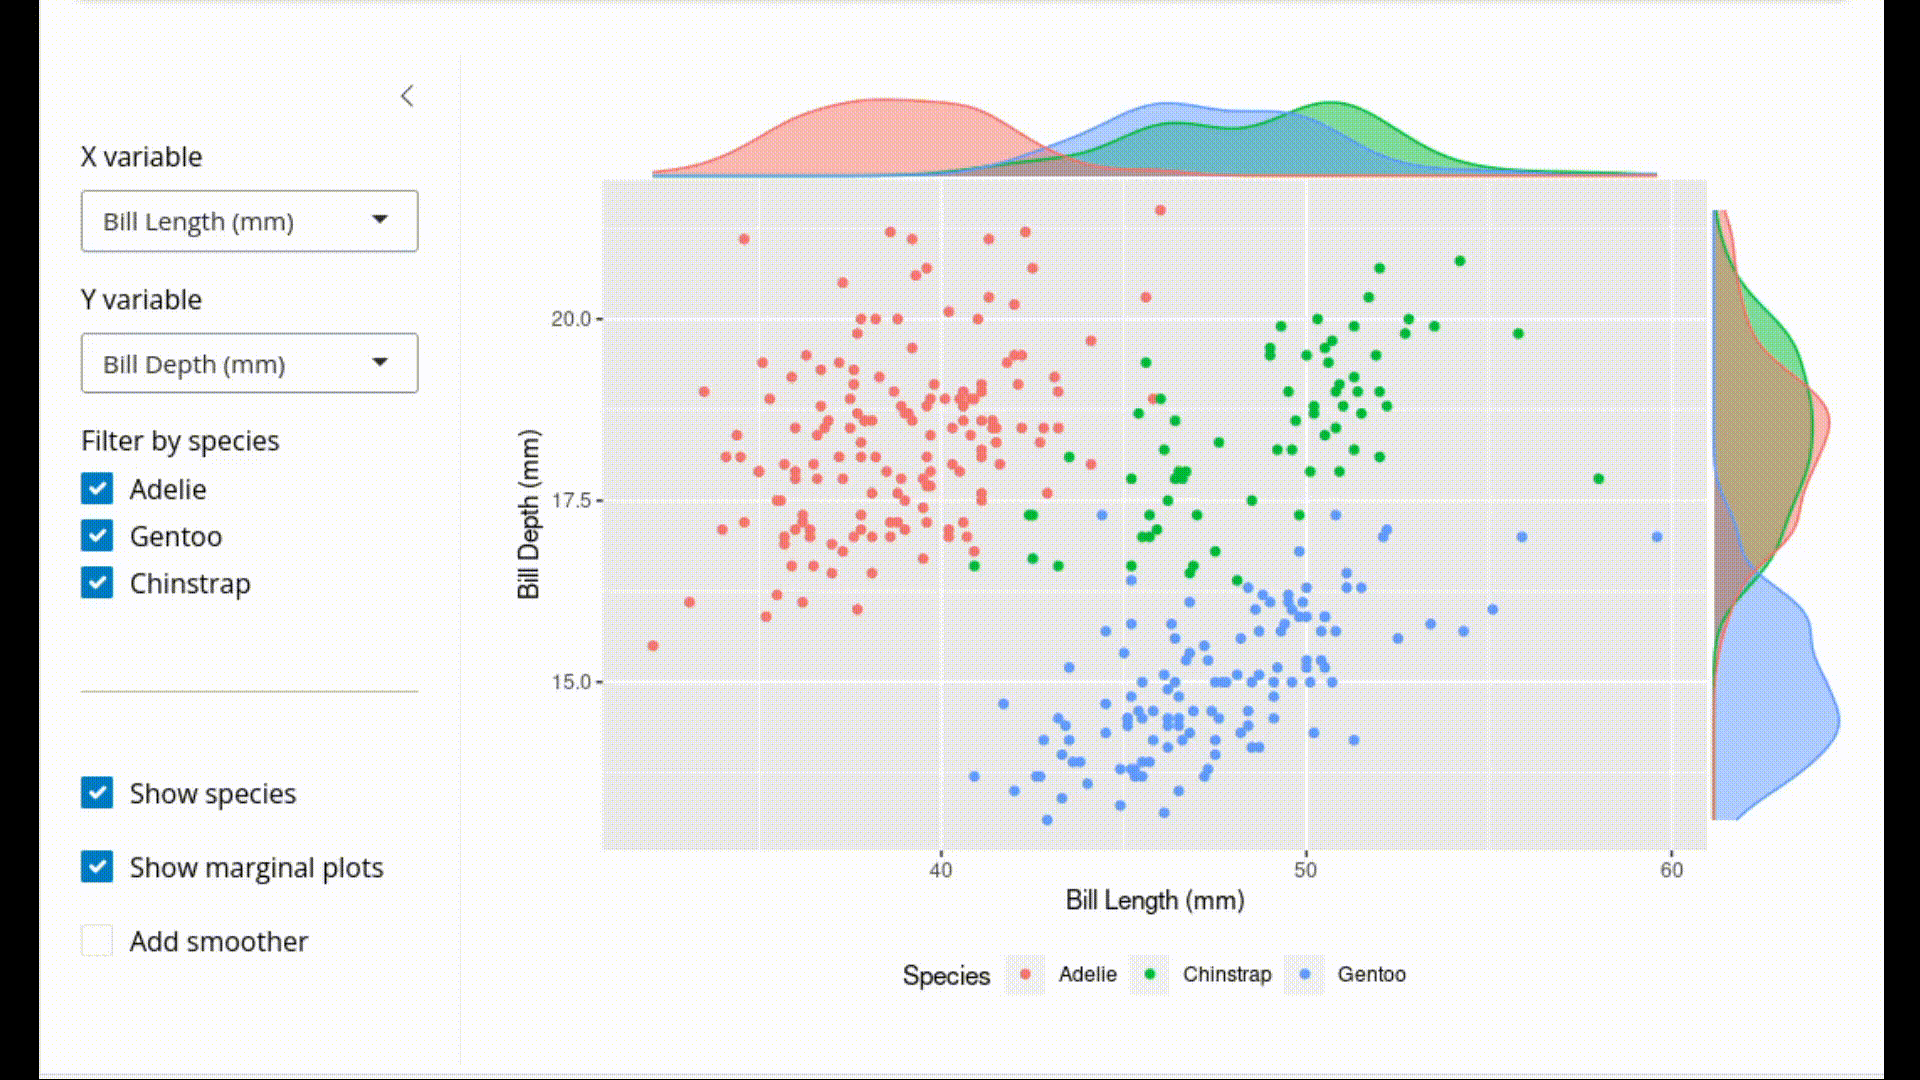 X variable
Bill Length (mm)
Y variable
Bill Depth (mm)
Filter by species
Adelie
Gentoo
Chinstrap
Show species
Show marginal plots
Add smoother
Bill Depth (mm)
20.0
17.5
15.0
40 50 60
Bill Length (mm)
Species Adelie Chinstrap Gentoo